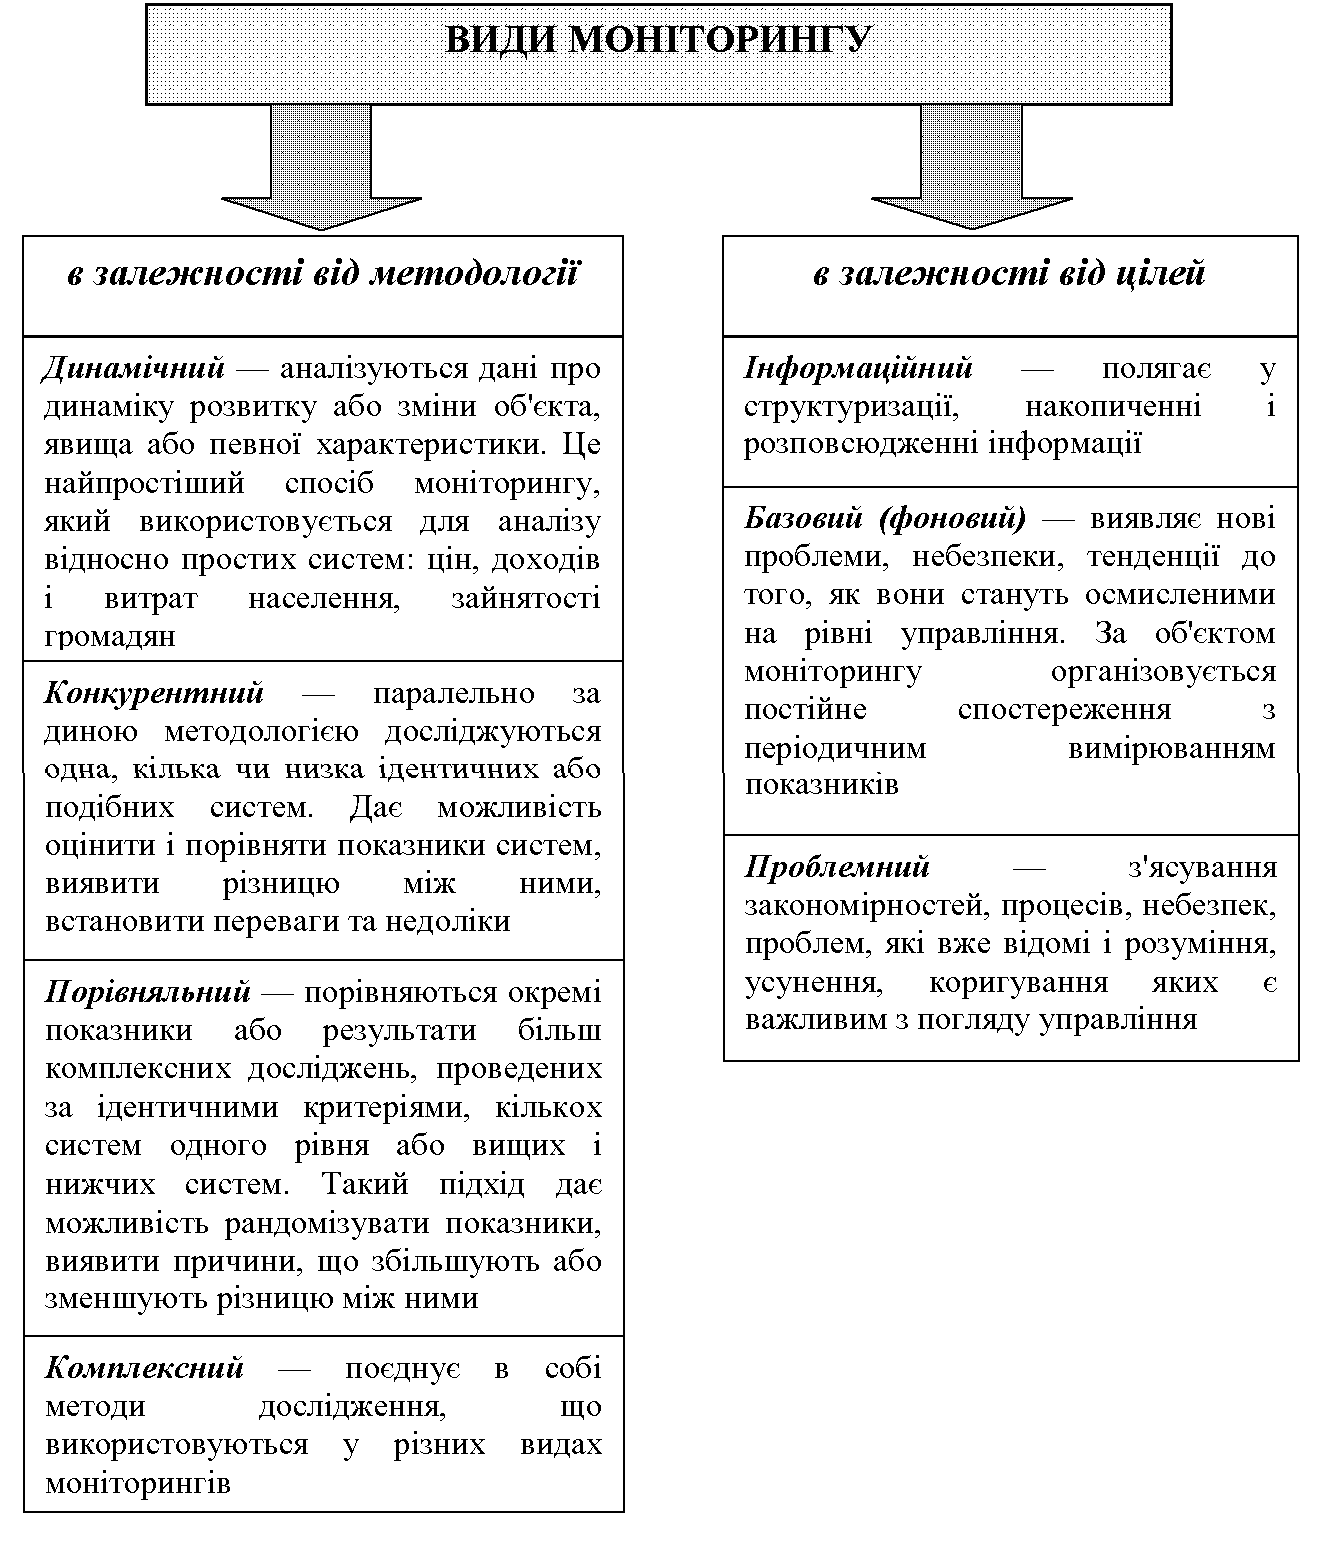 ВИДИ МОНІТОРИНГУ
в залежності від методології
Динамічний — аналізуються дані про
динаміку розвитку або зміни об'єкта,
явища або певної характеристики. Це
найпростіший спосіб моніторингу,
який використовується для аналізу
відносно простих систем: цін, доходів
і витрат населення, зайнятості
громадян
Конкурентний — паралельно за
диною методологією досліджуються
одна, кілька чи низка ідентичних або
подібних систем. Дає можливість
оцінити і порівняти показники систем,
виявити різницю між ними,
встановити переваги та недоліки
Порівняльний — порівняються окремі
показники або результати більш
комплексних досліджень, проведених
за ідентичними критеріями, кількох
систем одного рівня або вищих і
нижчих систем. Такий підхід дає
можливість рандомізувати показники,
виявити причини, що збільшують або
зменшують різницю між ними
Комплексний — поєднує в собі
методи дослідження, що
використовуються у різних видах
моніторингів
в залежності від цілей
Інформаційний — полягає у
структуризації, накопиченні і
розповсюдженні інформації
Базовий (фоновий) — виявляє нові
проблеми, небезпеки, тенденції до
того, як вони стануть осмисленими
на рівні управління. За об'єктом
моніторингу організовується
постійне спостереження з
періодичним вимірюванням
показників
Проблемний — з'ясування
закономірностей, процесів, небезпек,
проблем, які вже відомі і розуміння,
усунення, коригування яких є
важливим з погляду управління